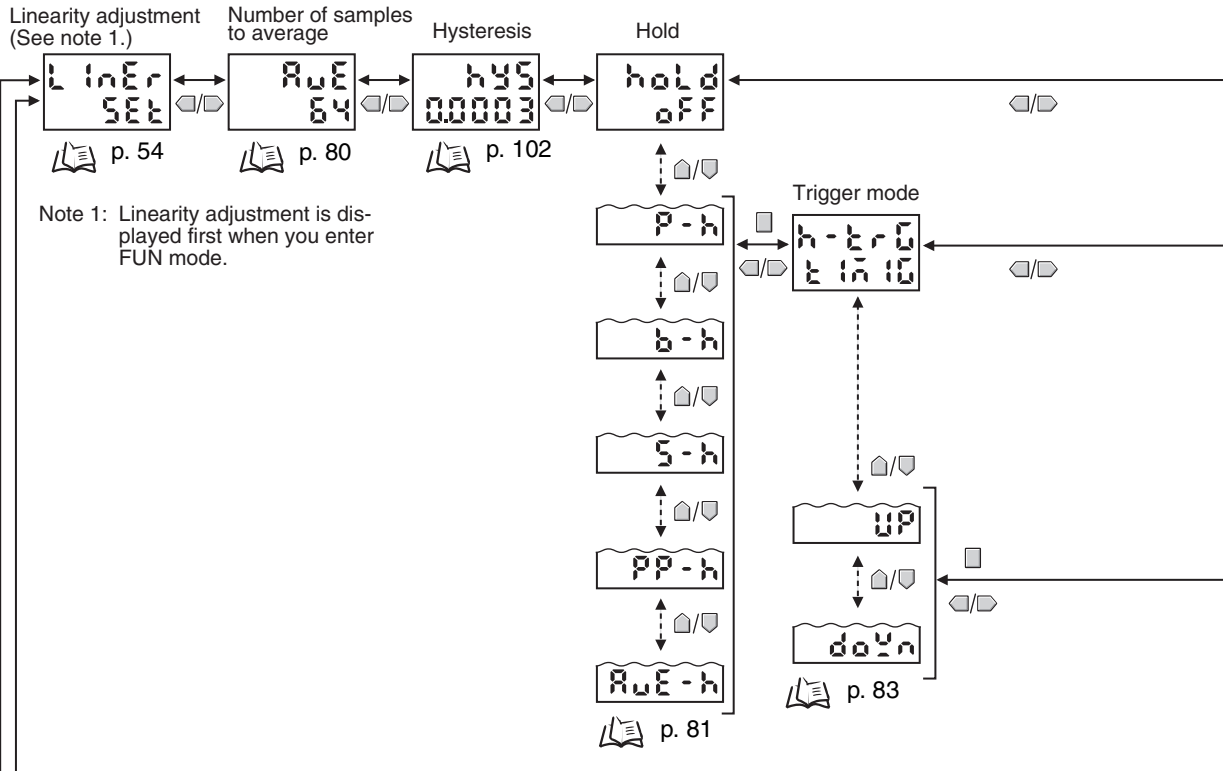 Linearity adjustment
(See note 1.)
Number of samples
to average
Hysteresis
Hold
LInEr
SEt
AvE
64
hYS
0.0003
hoLd
oFF
p. 54
p. 80
p. 102
Note 1: Linearity adjustment is dis-
played first when you enter
FUN mode.
P-h
b-h
S-h
PP-h
AvE-h
p. 81
Trigger mode
h-trG
tImIG
UP
doWn
p. 83